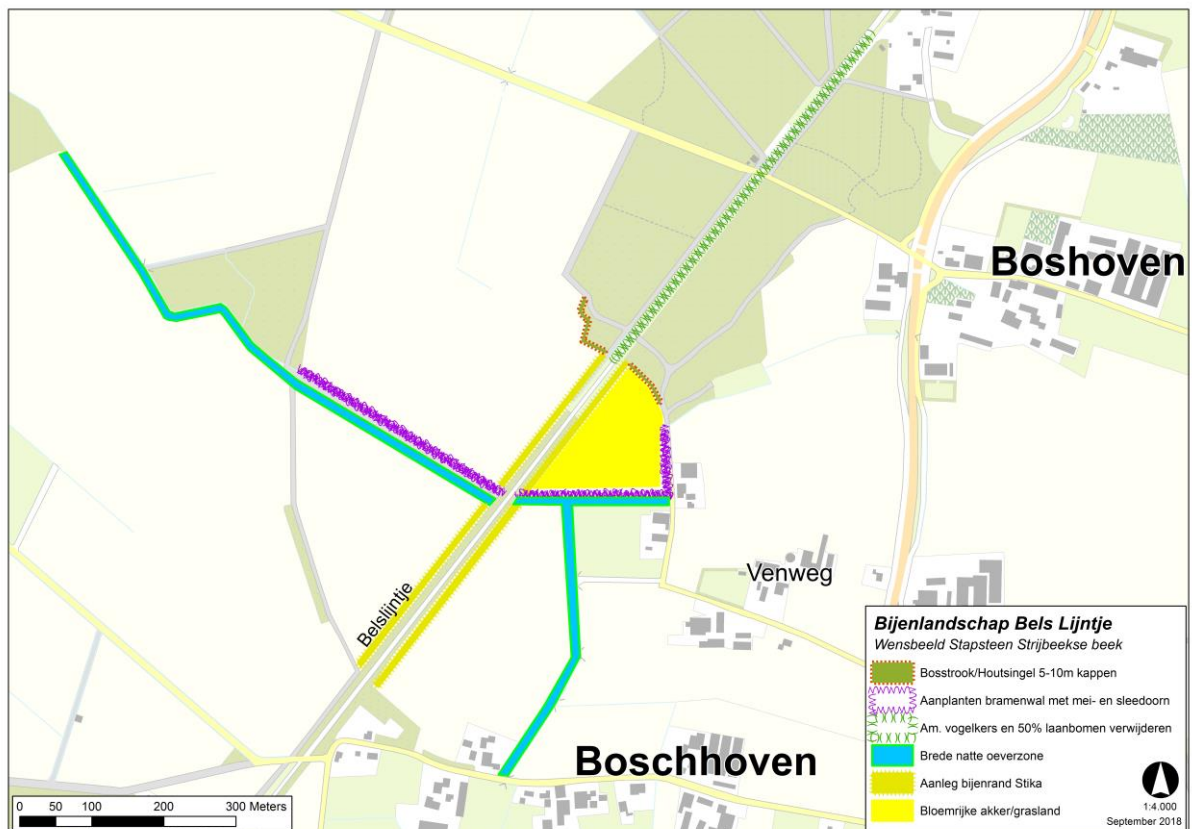 Boshoven
Venweg
Belslijntje
Boschhoven
Bijenlandschap Bels Lijntje
Wensbeeld Stapsteen Strijbeekse beek
Bosstrook/Houtsingel 5-10m kappen
Aanplanten bramenwal met mei- en sleedoorn
Am. vogelkers en 50% laanbomen verwijderen
Brede natte oeverzone
Aanleg bijenrand Stika
Bloemrijke akker/grasland
0 50 100 200 300 Meters
1:4.000
September 2018